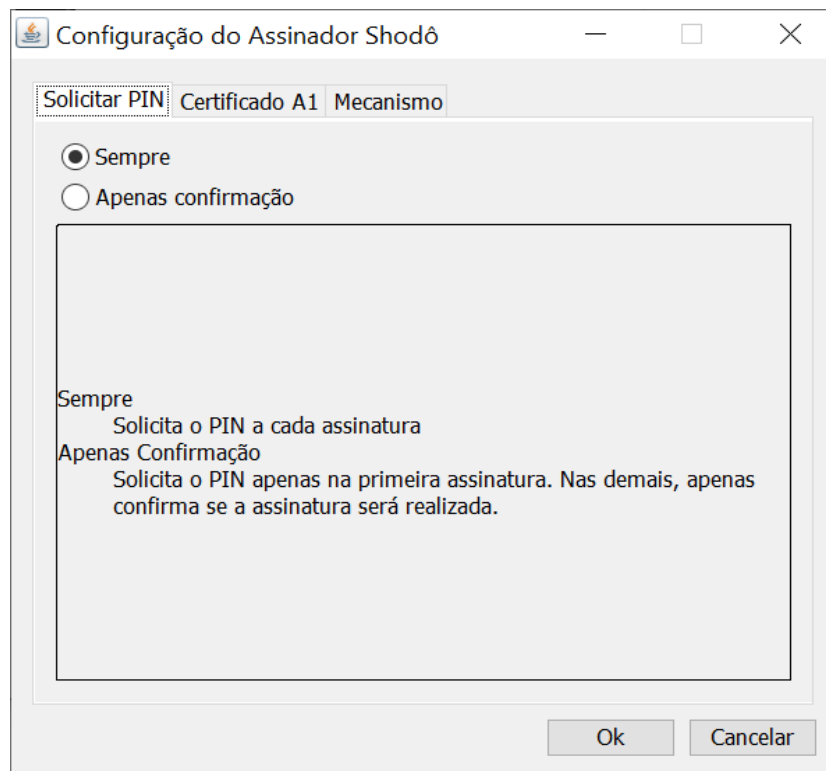 Configuração do Assinador Shodô
Solicitar PIN Certificado A1 Mecanismo
Sempre
Apenas confirmação
Sempre
Solicita o PIN a cada assinatura
Apenas Confirmação
Solicita o PIN apenas na primeira assinatura. Nas demais, apenas
confirma se a assinatura será realizada.
Ok Cancelar